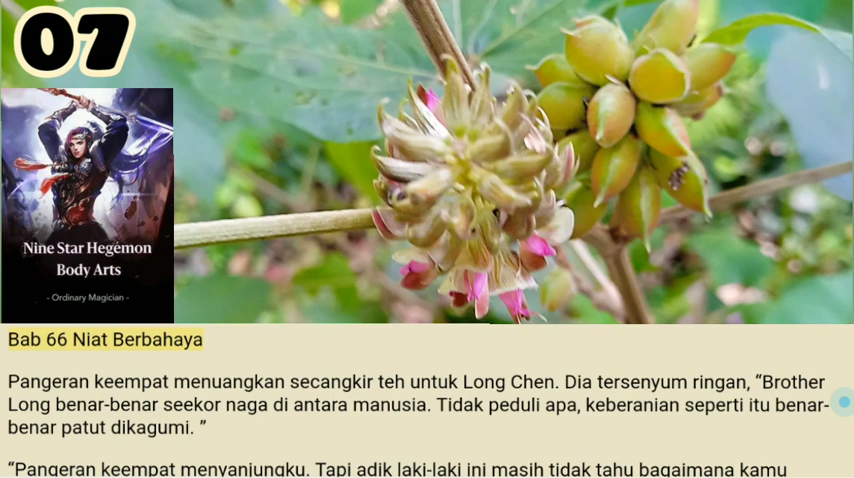 07
Nine Star Hegemon
Body Arts
- Ordinary Magician -
Bab 66 Niat Berbahaya
Pangeran keempat menuangkan secangkir teh untuk Long Chen. Dia tersenyum ringan, “Brother
Long benar-benar seekor naga di antara manusia. Tidak peduli apa, keberanian seperti itu benar-
benar patut dikagumi. ”
“Pangeran keempat menyanjungku. Tapi adik laki-laki ini masih tidak tahu bagaimana kamu